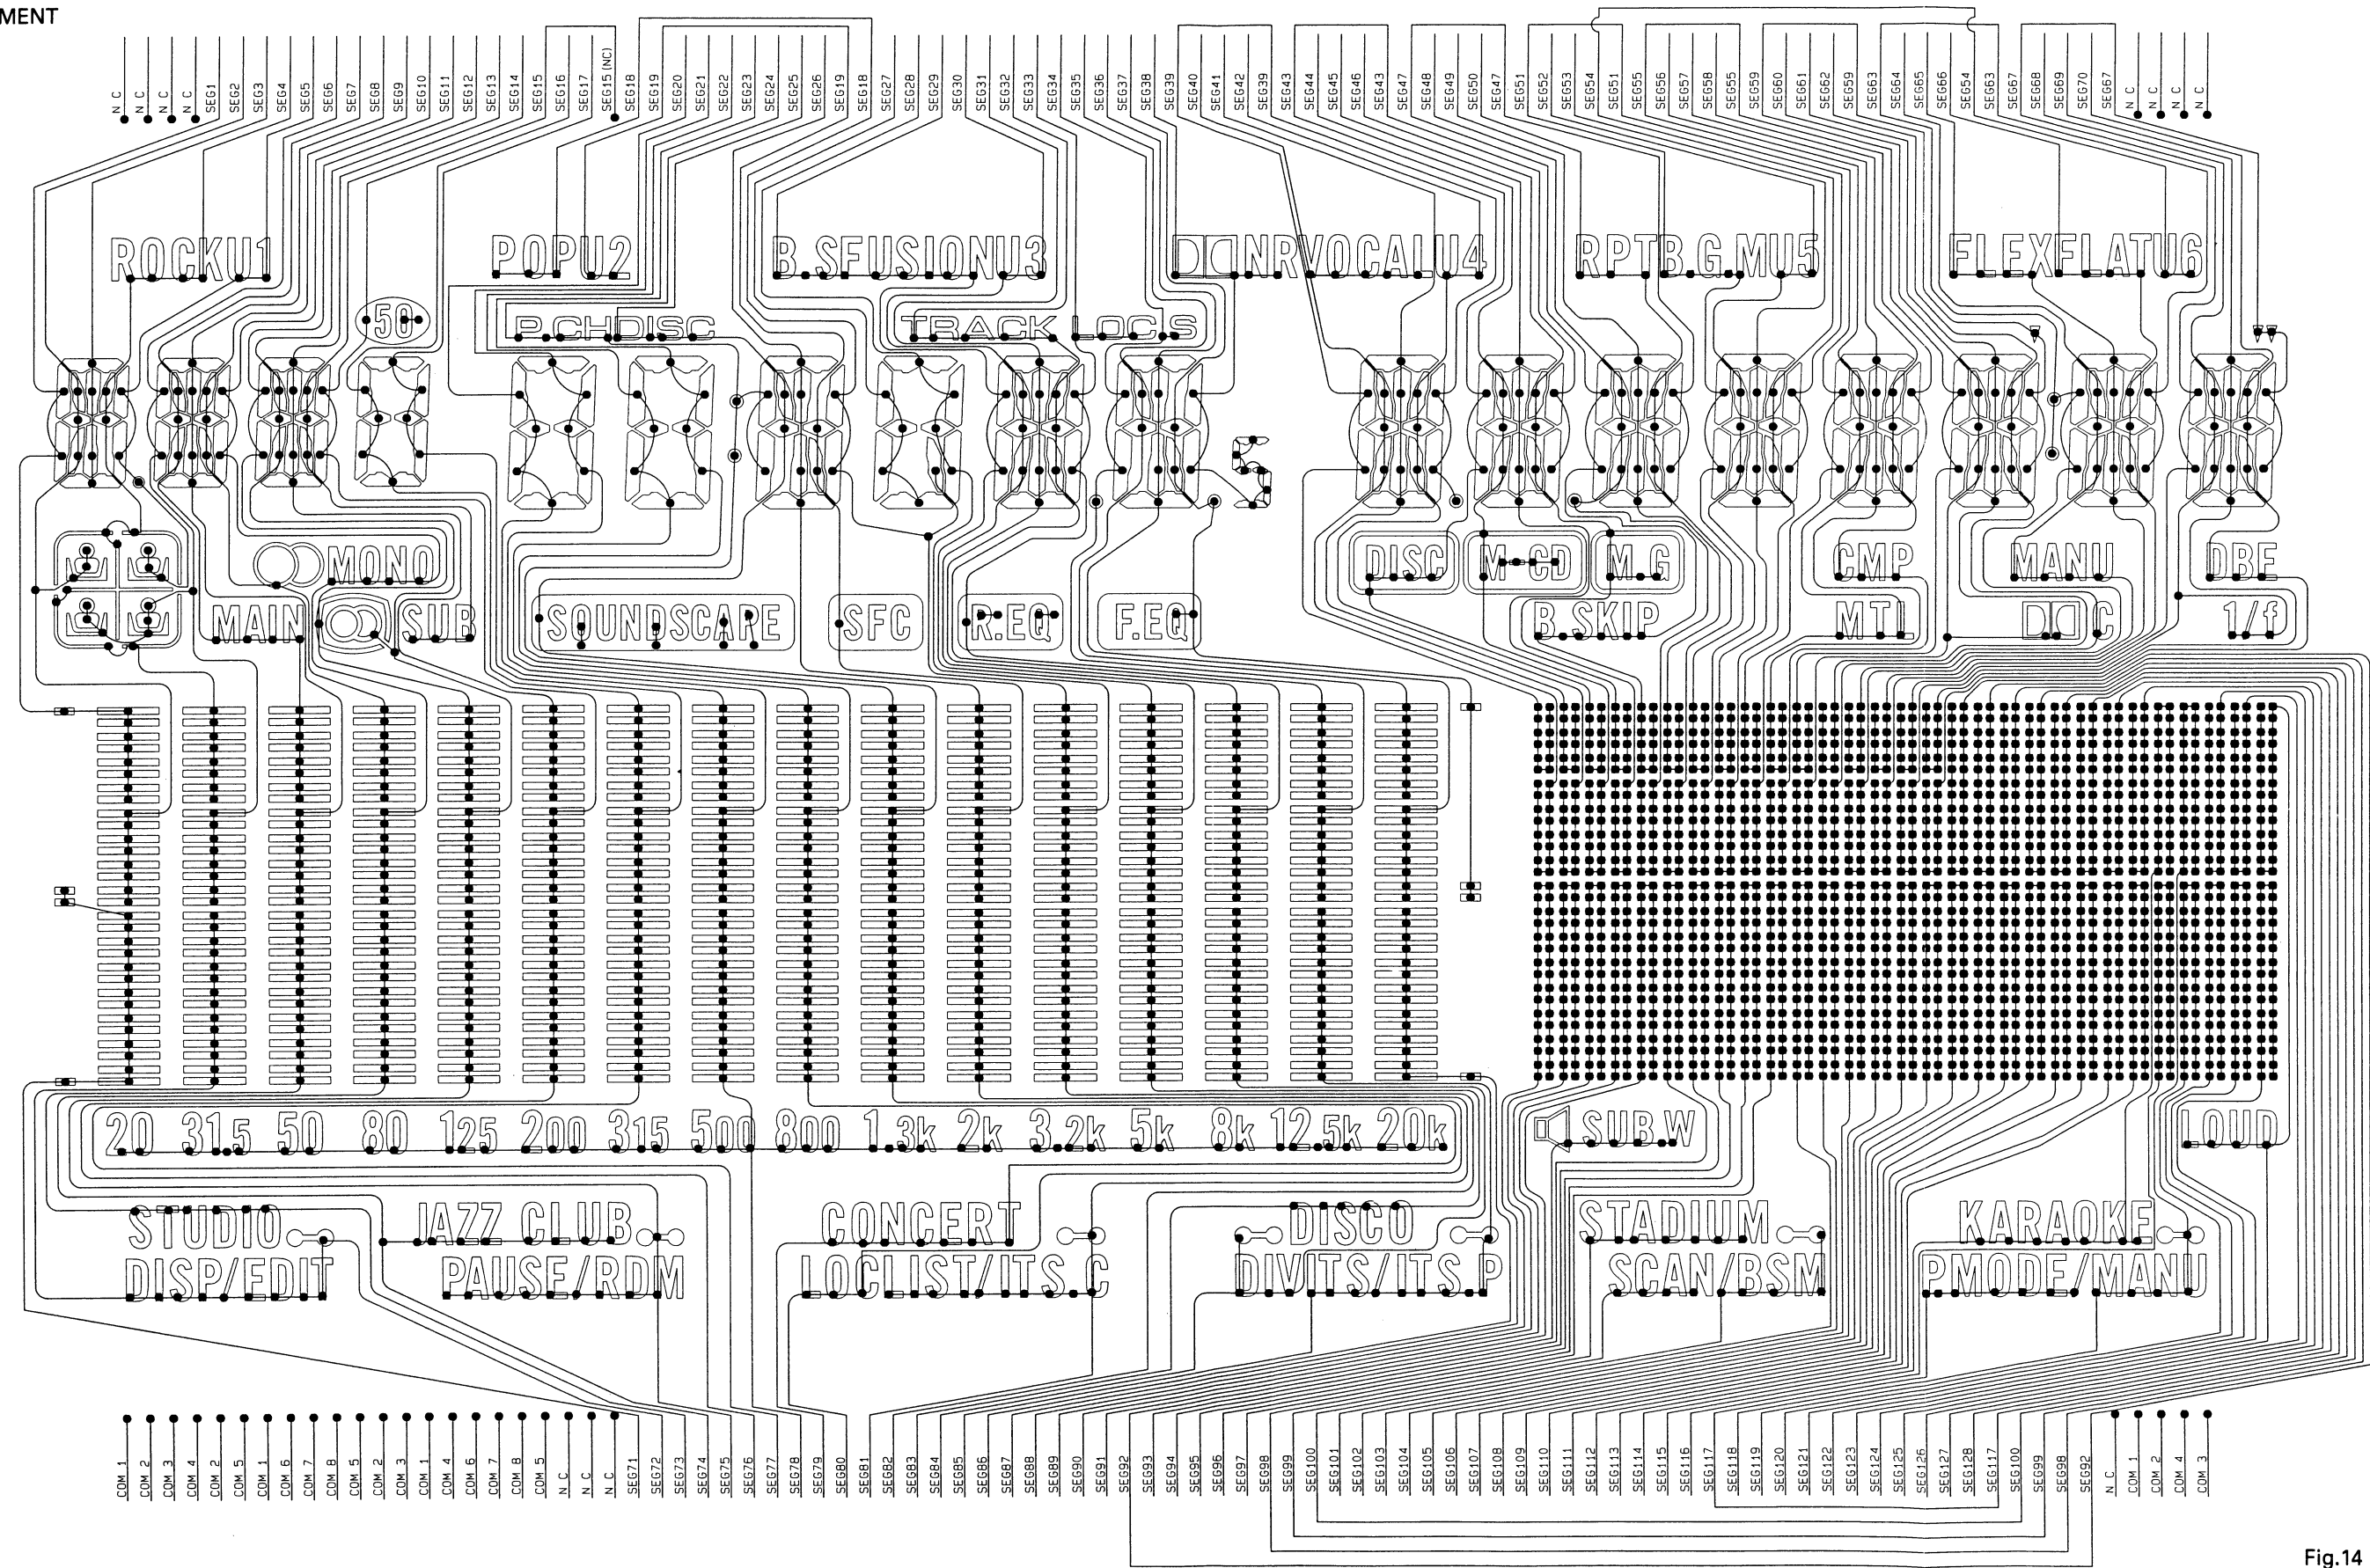 MENT
N C N C N C N C SEG1 SEG2 SEG3 SEG4 SEG5 SEG6 SEG7 SEG8 SEG9 SEG10 SEG11 SEG12 SEG13 SEG14 SEG15 SEG16 SEG17 SEG15(NC) SEG18 SEG19 SEG20 SEG21 SEG22 SEG23 SEG24 SEG25 SEG26 SEG19 SEG18 SEG27 SEG28 SEG29 SEG30 SEG31 SEG32 SEG33 SEG34 SEG35 SEG36 SEG37 SEG38 SEG39 SEG40 SEG41 SEG42 SEG39 SEG43 SEG44 SEG45 SEG46 SEG43 SEG47 SEG48 SEG49 SEG50 SEG47 SEG51 SEG52 SEG53 SEG54 SEG51 SEG55 SEG56 SEG57 SEG58 SEG55 SEG59 SEG60 SEG61 SEG62 SEG59 SEG63 SEG64 SEG65 SEG66 SEG54 SEG63 SEG67 SEG68 SEG69 SEG70 SEG67 N C N C N C N C
ROCKU1 POPU2 B.SFUSIONU3 NRVOCALU4 RPTB.G.MU5 FLEXFLATU6
50 P.CHDISC TRACK LOC.S
MONO DISC M-CD M.G CMP MANU DBE
MAIN SUB SOUNDSCAPE SFC R.EQ F.EQ B.SKIP MTL C 1/f
20 31.5 50 80 125 200 315 500 800 1.3k 2k 3.2k 5k 8k 12.5k 20k SUB.W LOUD
STUDIO JAZZ CLUB CONCERT DISCO STADIUM KARAOKE
DISP/EDIT PAUSE/RDM LOCLIST/ITS.C DIVITS/ITS.P SCAN/BSM PMODE/MANU
COM 1 COM 2 COM 3 COM 4 COM 5 COM 1 COM 6 COM 7 COM 8 COM 5 COM 2 COM 3 COM 1 COM 4 COM 6 COM 7 COM 8 COM 5 N C N C N C SEG71 SEG72 SEG73 SEG74 SEG75 SEG76 SEG77 SEG78 SEG79 SEG80 SEG81 SEG82 SEG83 SEG84 SEG85 SEG86 SEG87 SEG88 SEG89 SEG90 SEG91 SEG92 SEG93 SEG94 SEG95 SEG96 SEG97 SEG98 SEG99 SEG100 SEG101 SEG102 SEG103 SEG104 SEG105 SEG106 SEG107 SEG108 SEG109 SEG110 SEG111 SEG112 SEG113 SEG114 SEG115 SEG116 SEG117 SEG118 SEG119 SEG120 SEG121 SEG122 SEG123 SEG124 SEG125 SEG126 SEG127 SEG128 SEG117 SEG100 SEG99 SEG98 SEG92 N C COM 1 COM 2 COM 4 COM 3
Fig.14